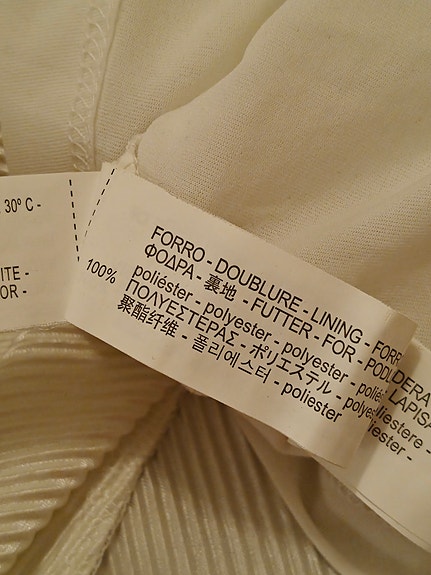 30º C -
ITE -
OR -
FORRO - DOUBLURE - LINING - FORR
ΦΟΔΡΑ - 裏地 - FUTTER - FOR - POD
100% poliéster - polyester - polyester - polié
ΠΟΛΥΕΣΤΕΡΑΣ - ポリエステル - polye
聚酯纤维 - 폴리에스터 - poliester
DERA
LAPISA
liestere -
liester -